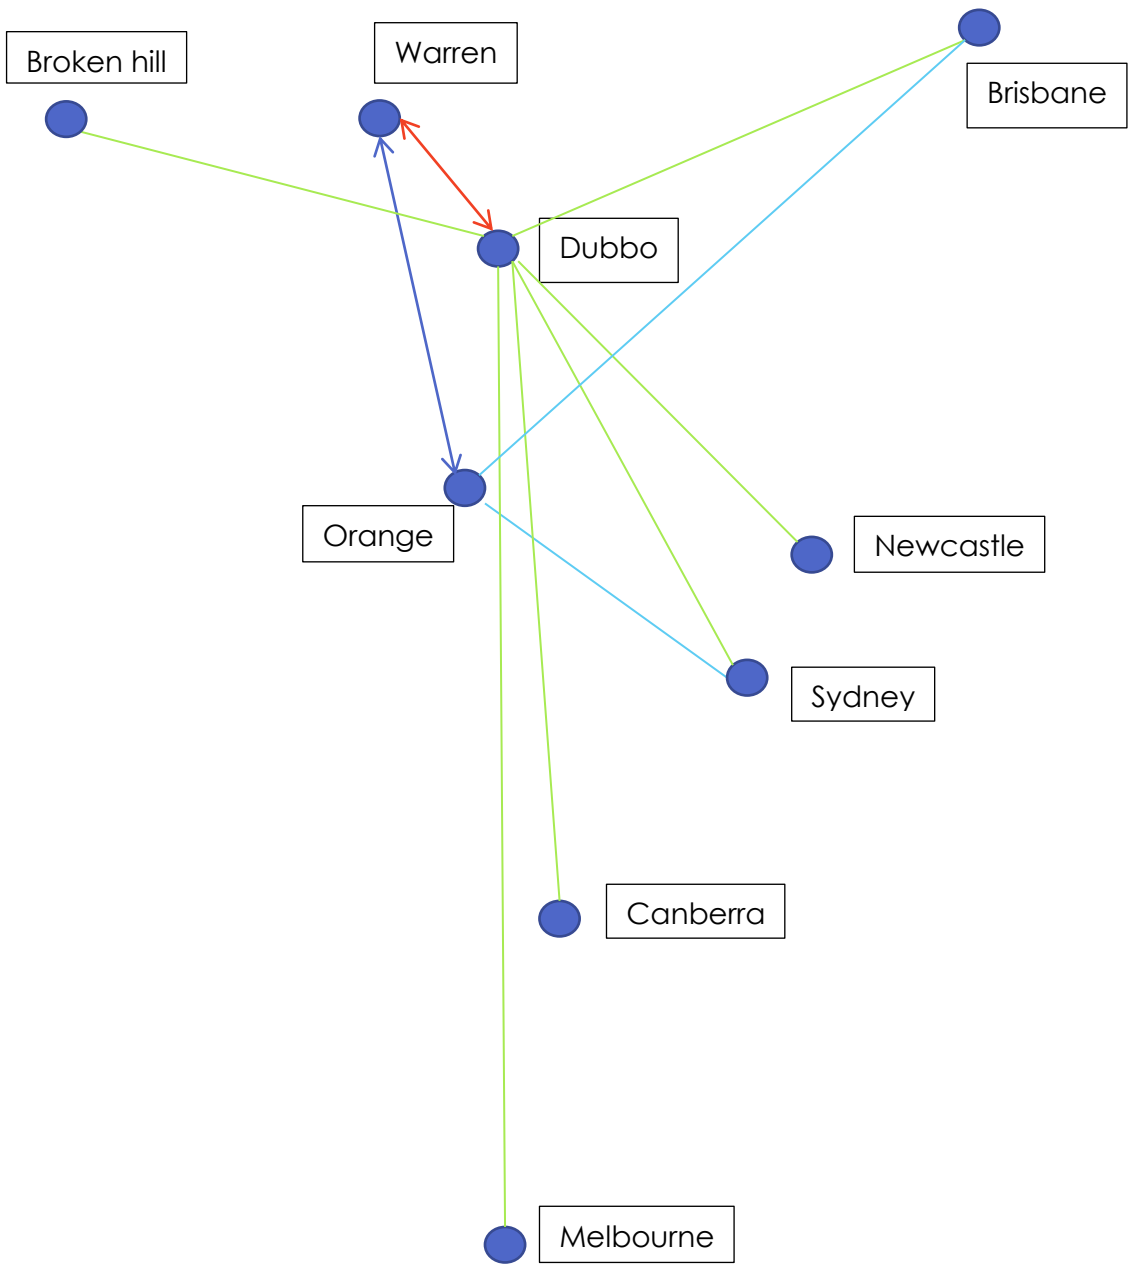 Broken hill
Warren
Brisbane
Dubbo
Orange
Newcastle
Sydney
Canberra
Melbourne